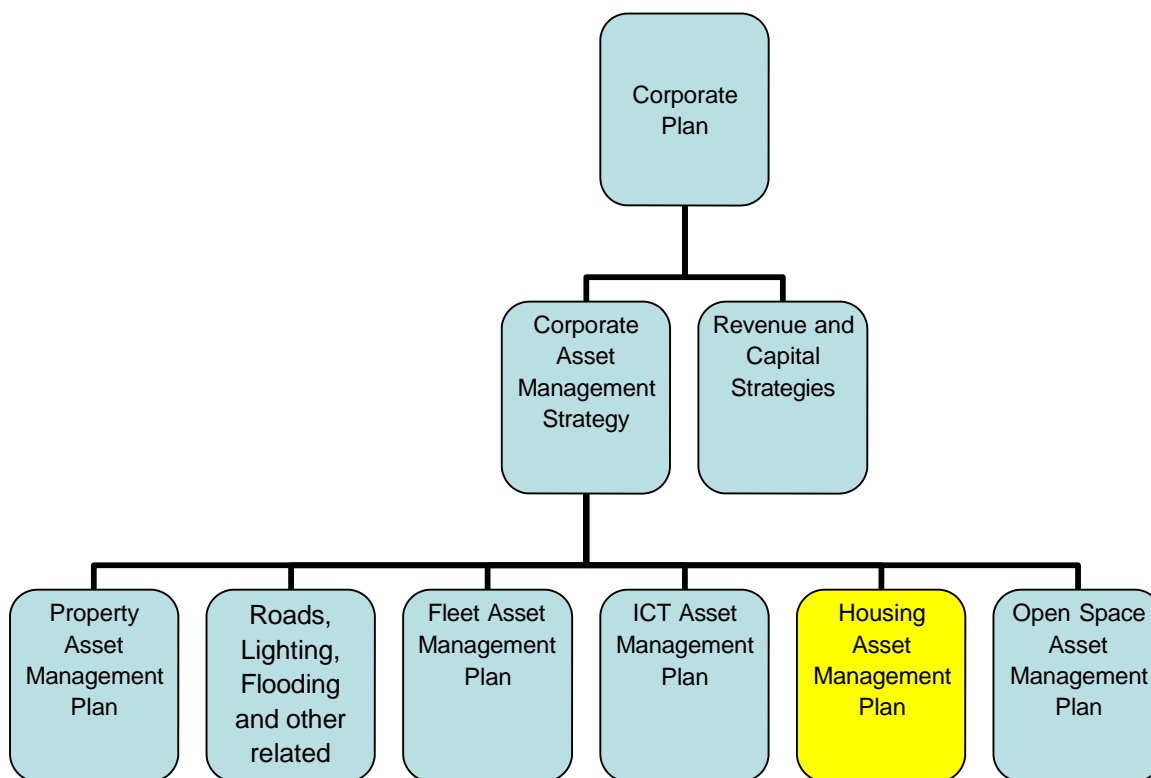 Corporate
Plan
Corporate
Asset
Management
Strategy
Revenue and
Capital
Strategies
Property
Asset
Management
Plan
Roads,
Lighting,
Flooding
and other
related
Fleet Asset
Management
Plan
ICT Asset
Management
Plan
Housing
Asset
Management
Plan
Open Space
Asset
Management
Plan